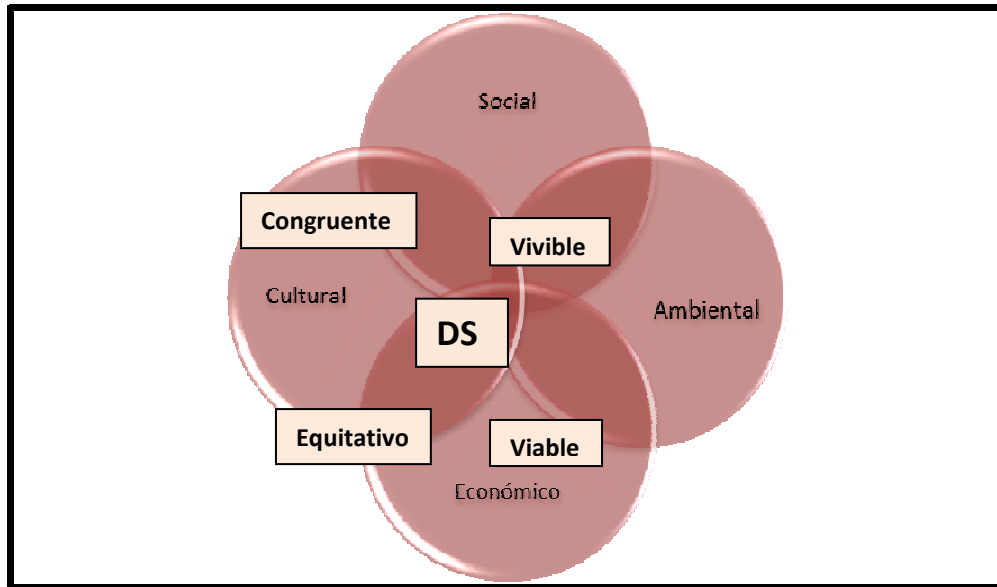 Social
Congruente
Vivible
Cultural
Ambiental
DS
Equitativo
Viable
Económico